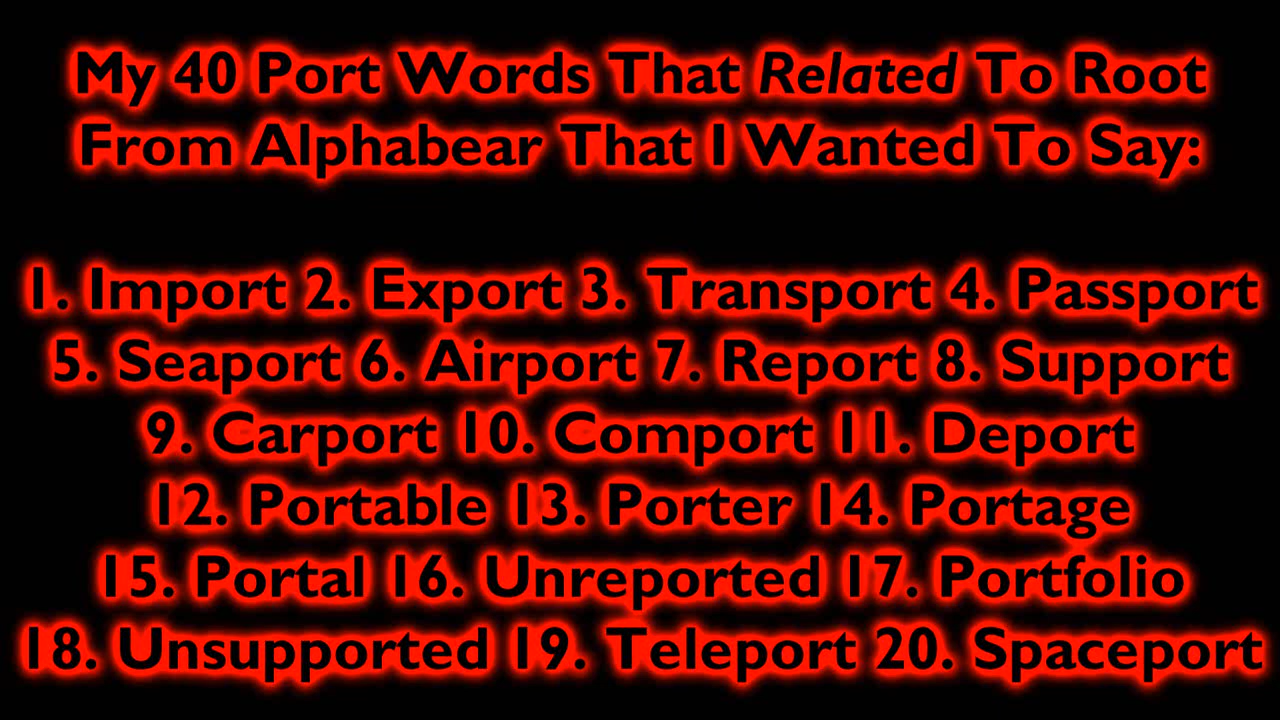 My 40 Port Words That Related To Root
From Alphabear That I Wanted To Say:
1. Import 2. Export 3. Transport 4. Passport
5. Seaport 6. Airport 7. Report 8. Support
9. Carport 10. Comport 11. Deport
12. Portable 13. Porter 14. Portage
15. Portal 16. Unreported 17. Portfolio
18. Unsupported 19. Teleport 20. Spaceport